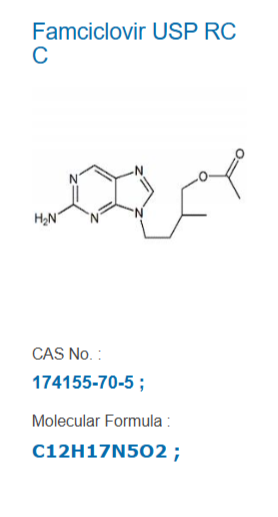 Famciclovir USP RC
C
O
N
O
N
H₂N
N
N
CAS No. :
174155-70-5 ;
Molecular Formula :
C12H17N5O2 ;